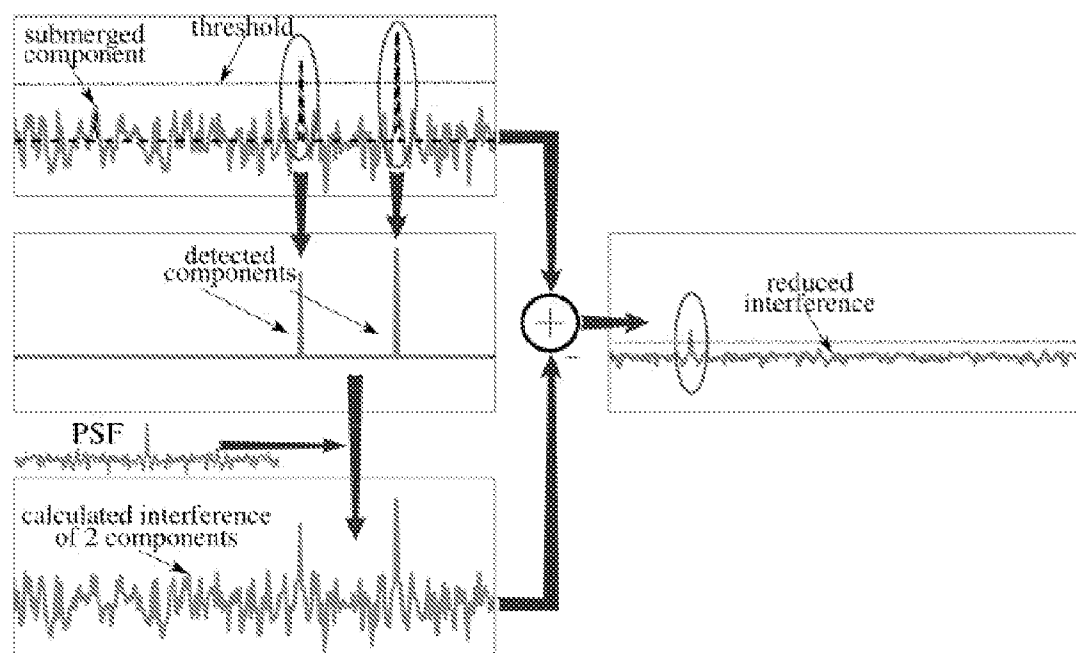 threshold
submerged
component
detected
components
reduced
interference
PSF
calculated interference
of 2 components